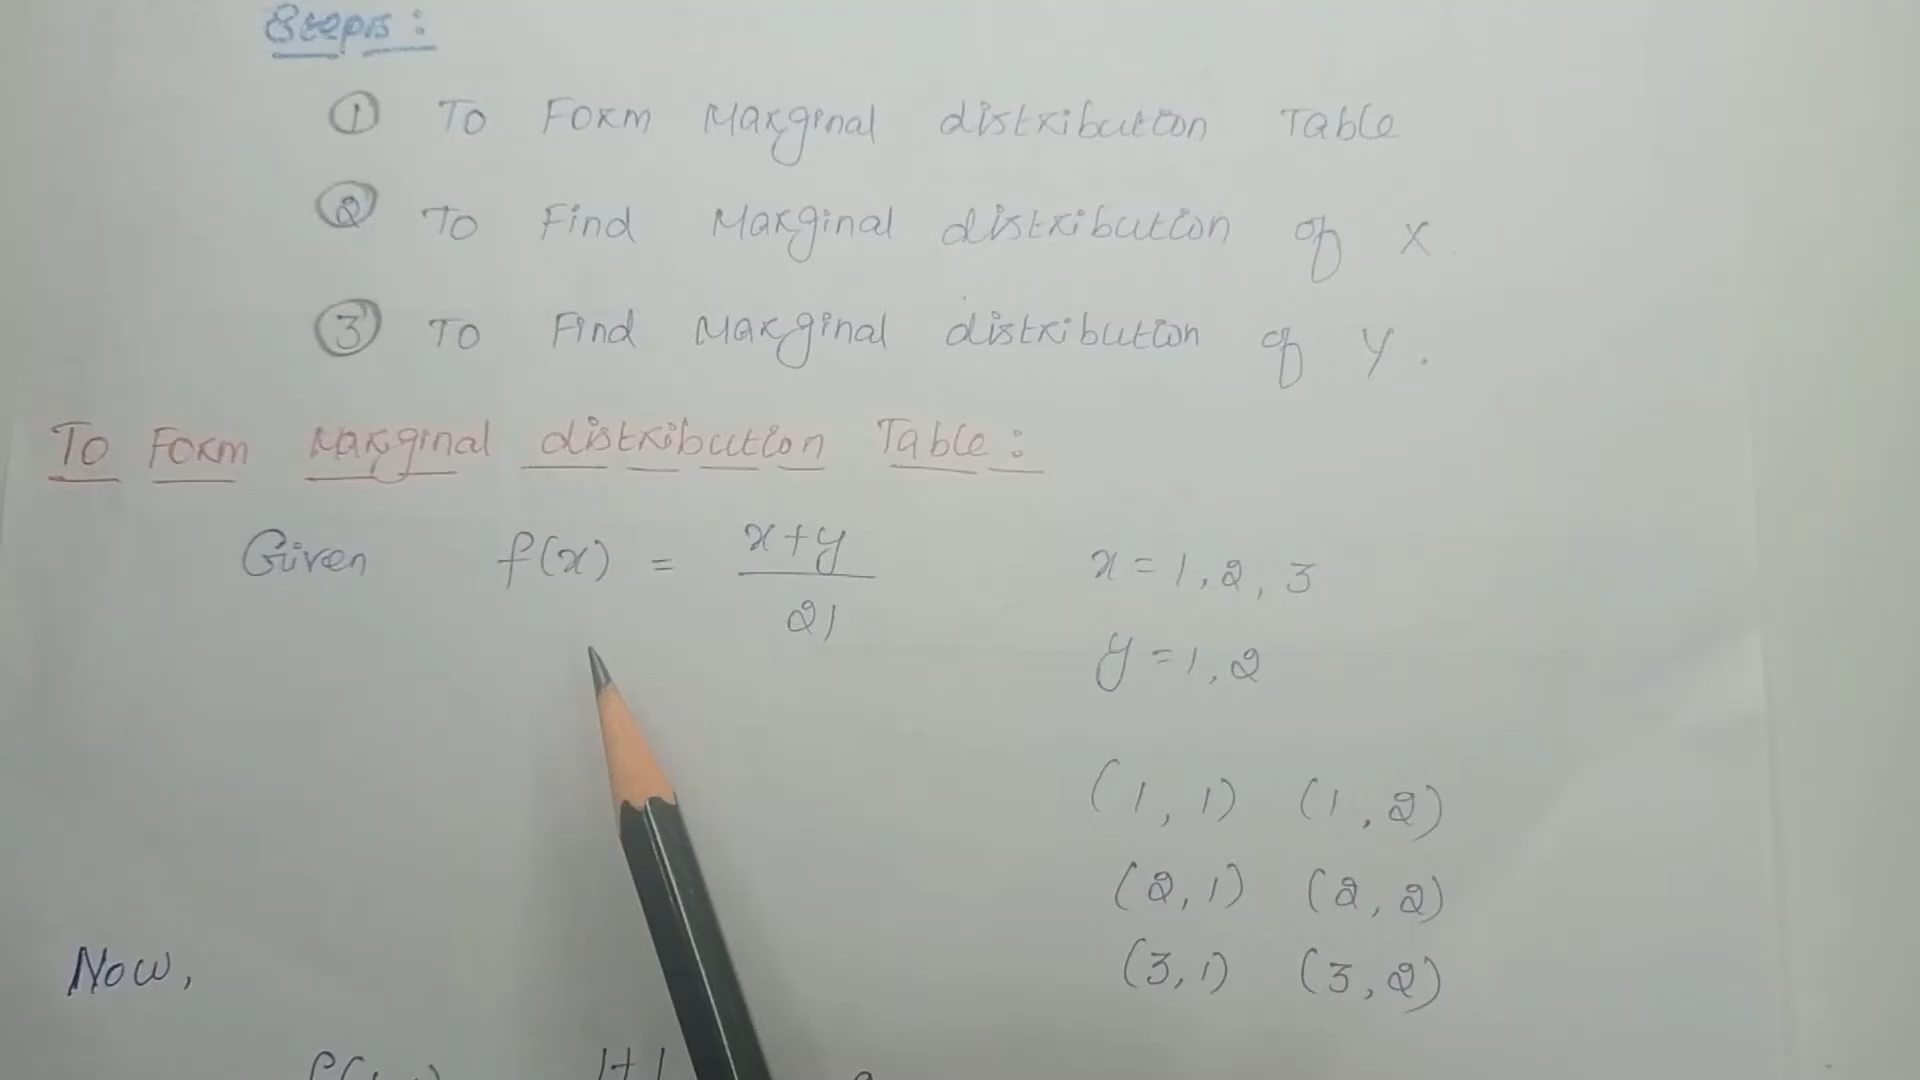 Steps :
① To Form Marginal distribution Table
② To Find Marginal distribution of X
③ To Find Marginal distribution of Y.
To Form Marginal distribution Table :
Given f(x) = x+y / 21 x = 1, 2, 3
y = 1, 2
(1, 1) (1, 2)
(2, 1) (2, 2)
(3, 1) (3, 2)
Now,
1+1